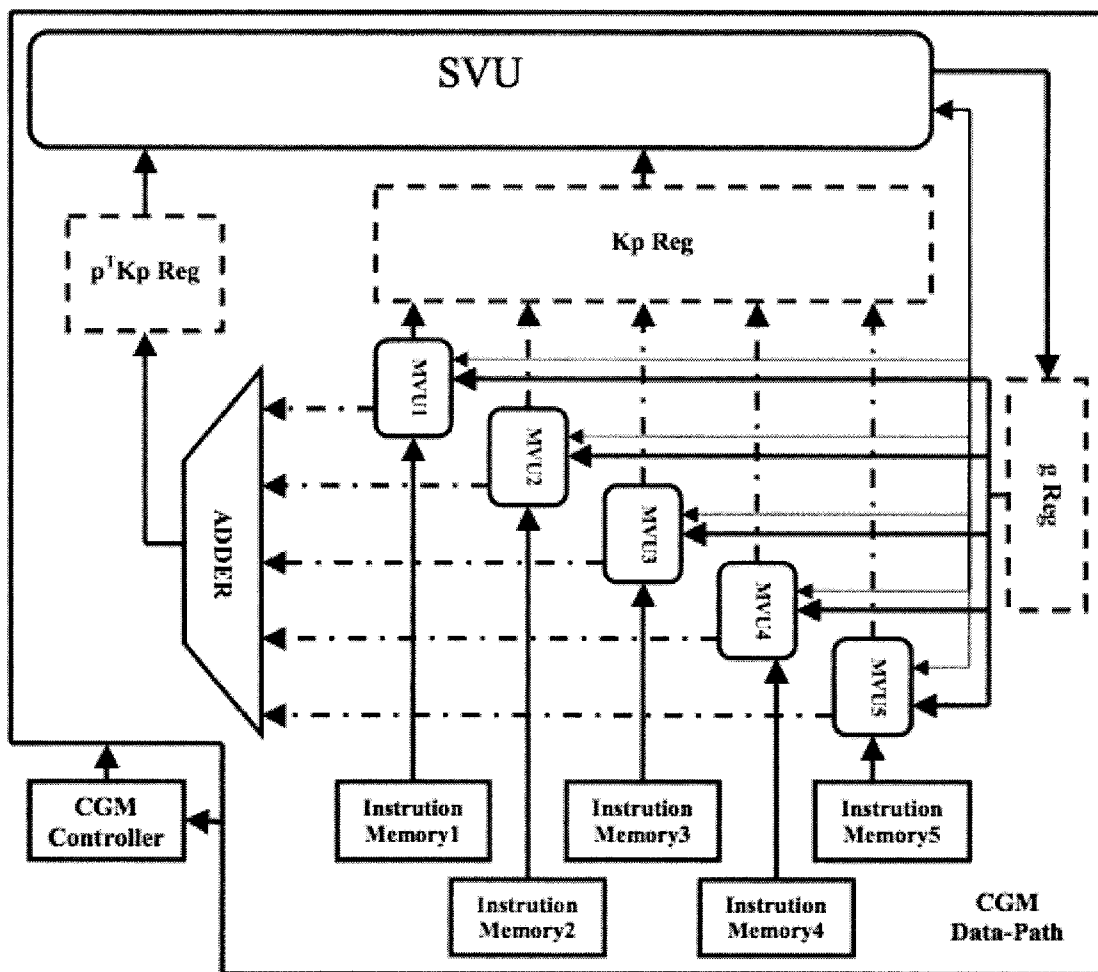 SVU
Kp Reg
pᵀKp Reg
MVU1
MVU2
MVU3
MVU4
MVU5
g Reg
ADDER
CGM
Controller
Instrution
Memory1
Instrution
Memory3
Instrution
Memory5
Instrution
Memory2
Instrution
Memory4
CGM
Data-Path